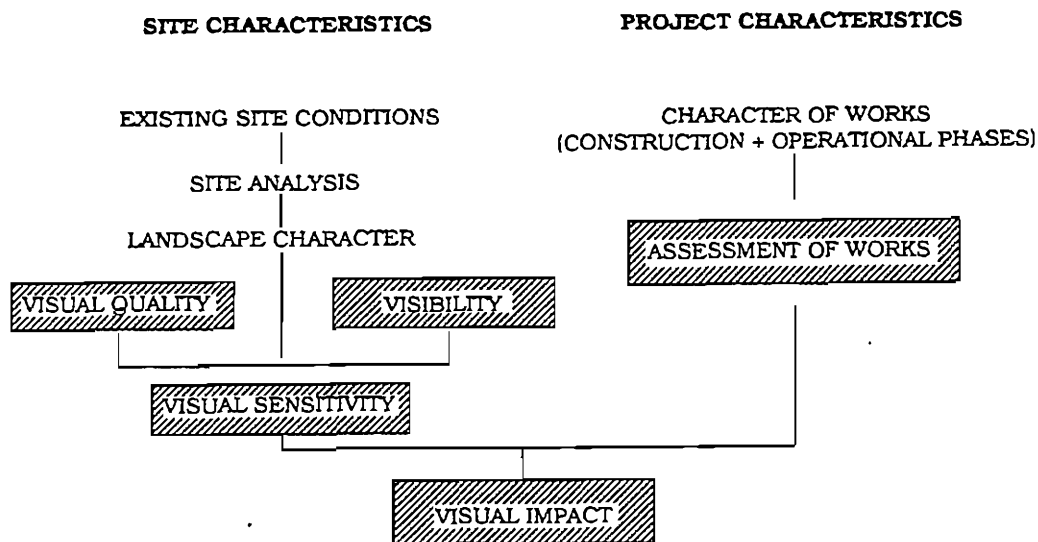 SITE CHARACTERISTICS
PROJECT CHARACTERISTICS
EXISTING SITE CONDITIONS
CHARACTER OF WORKS
(CONSTRUCTION + OPERATIONAL PHASES)
SITE ANALYSIS
LANDSCAPE CHARACTER
ASSESSMENT OF WORKS
VISUAL QUALITY
VISIBILITY
VISUAL SENSITIVITY
VISUAL IMPACT